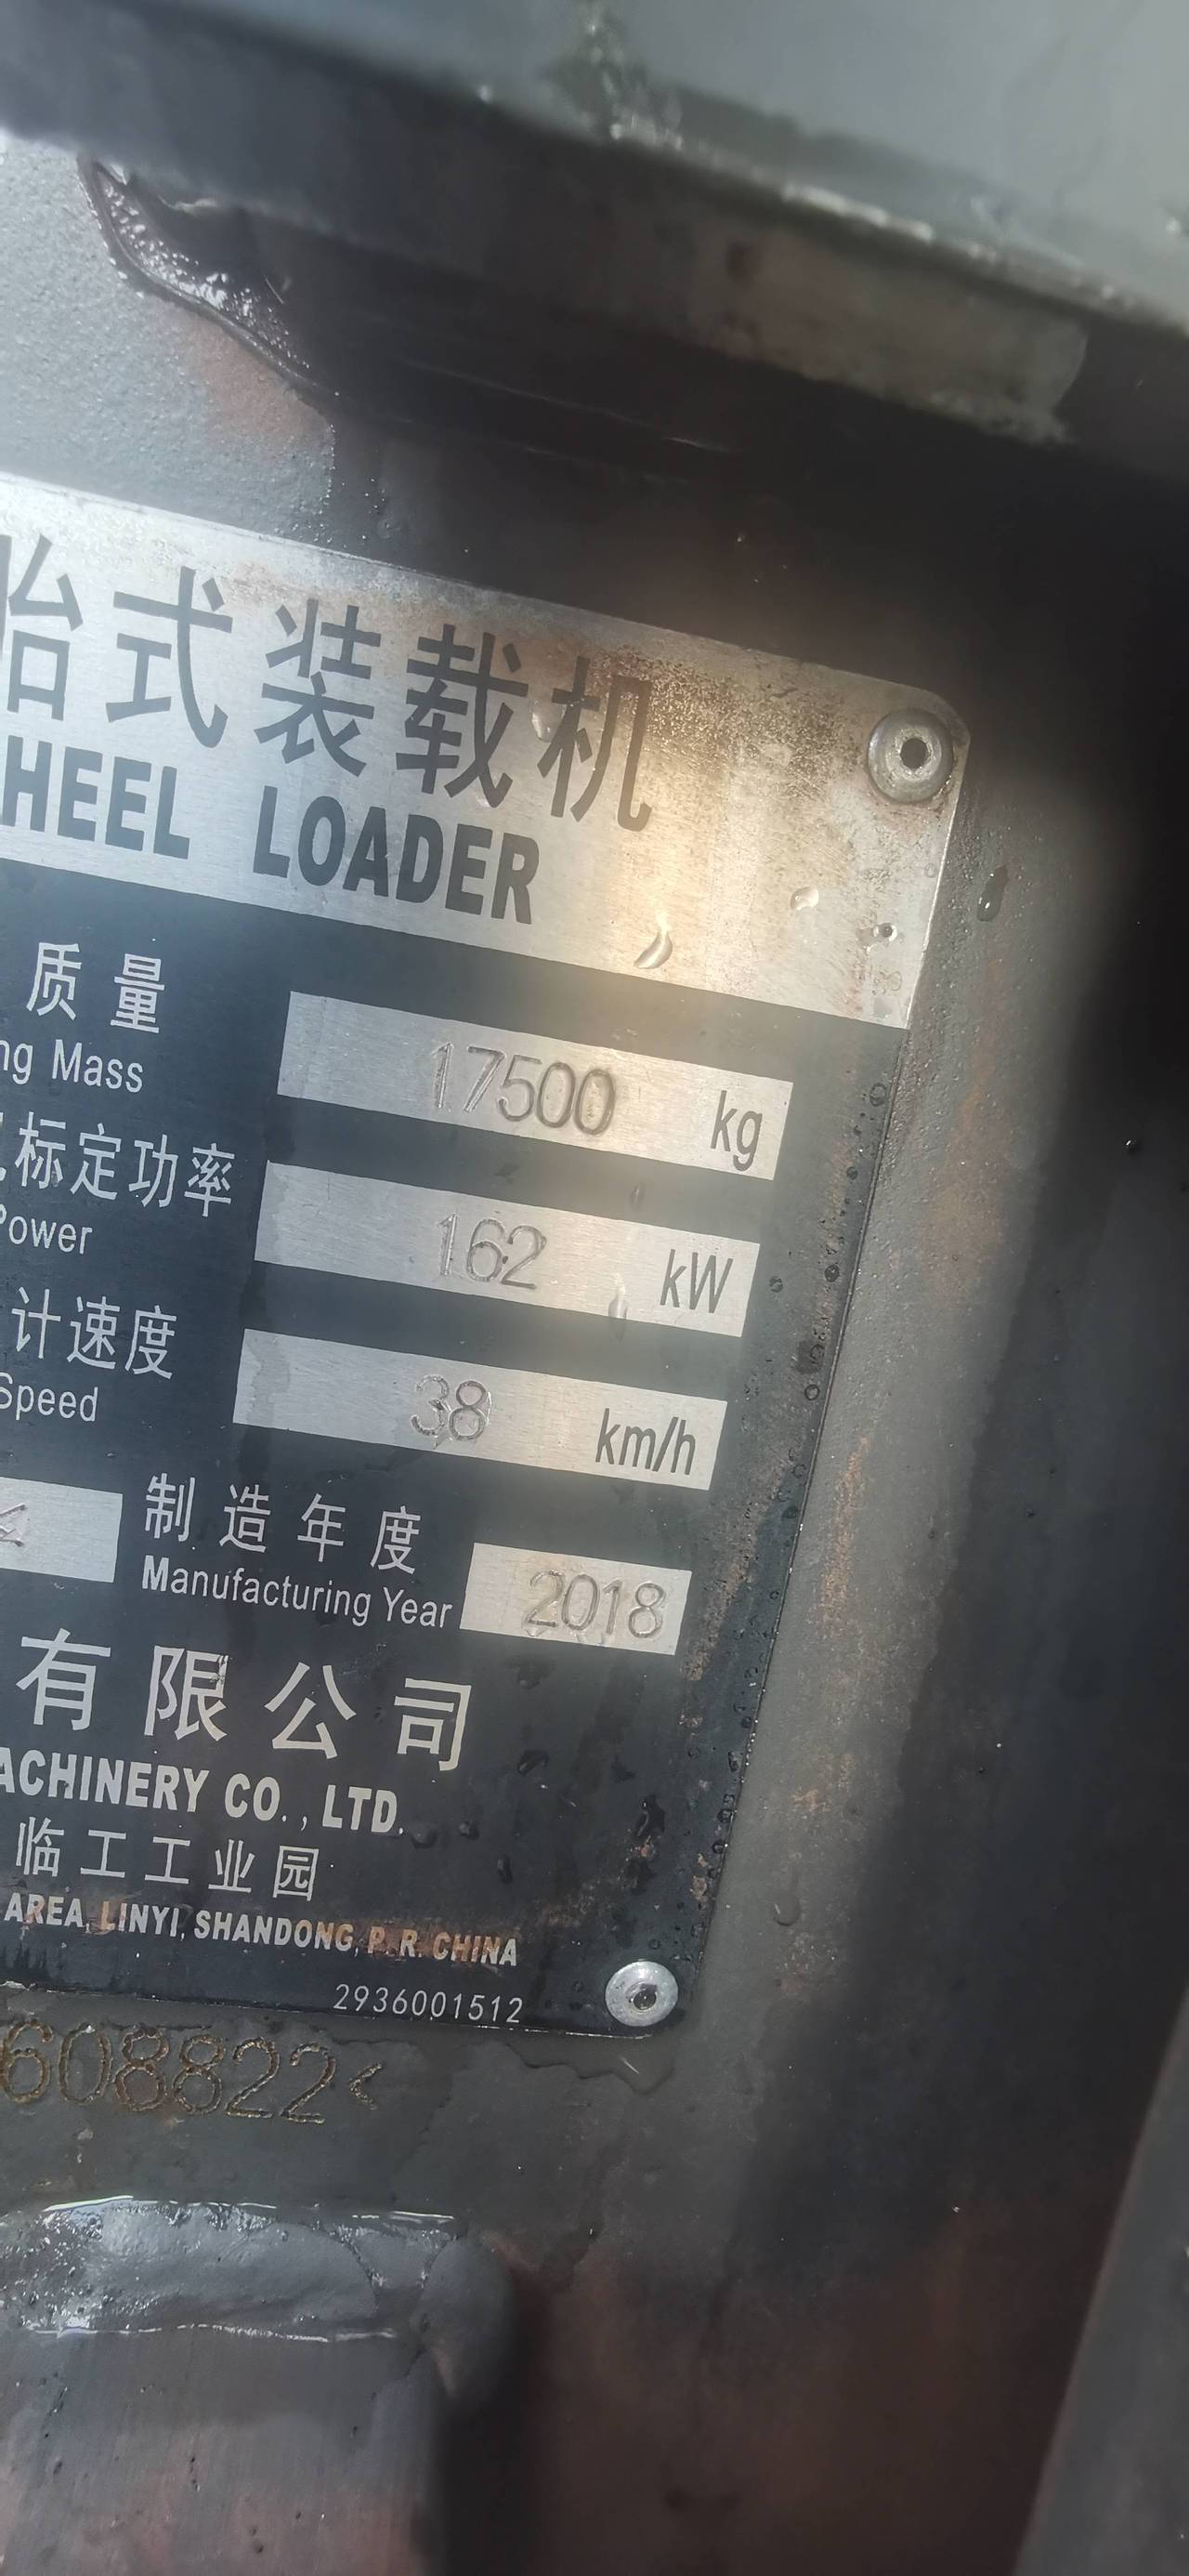 胎式装载机
HEEL LOADER
质量
ng Mass
17500 kg
标定功率
Power
162 kW
计速度
Speed
38 km/h
制造年度
Manufacturing Year
2018
有限公司
ACHINERY CO., LTD.
临工工业园
AREA, LINYI, SHANDONG, P. R. CHINA
2936001512
608822<